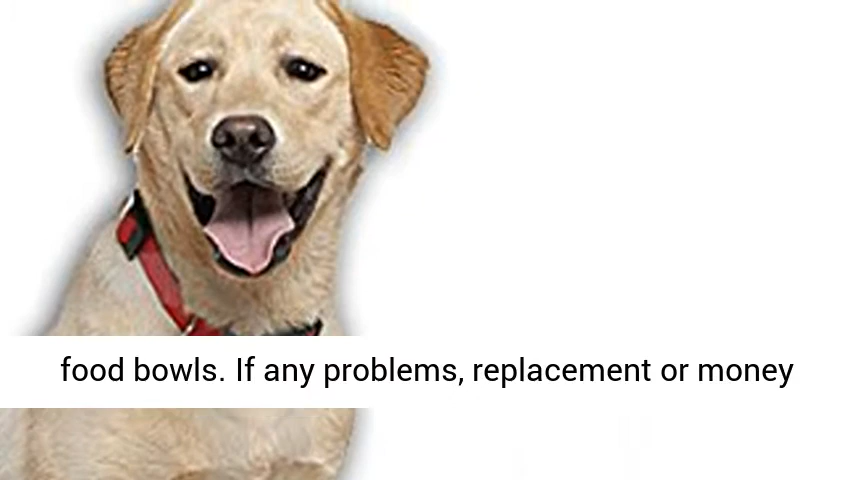 food bowls. If any problems, replacement or money